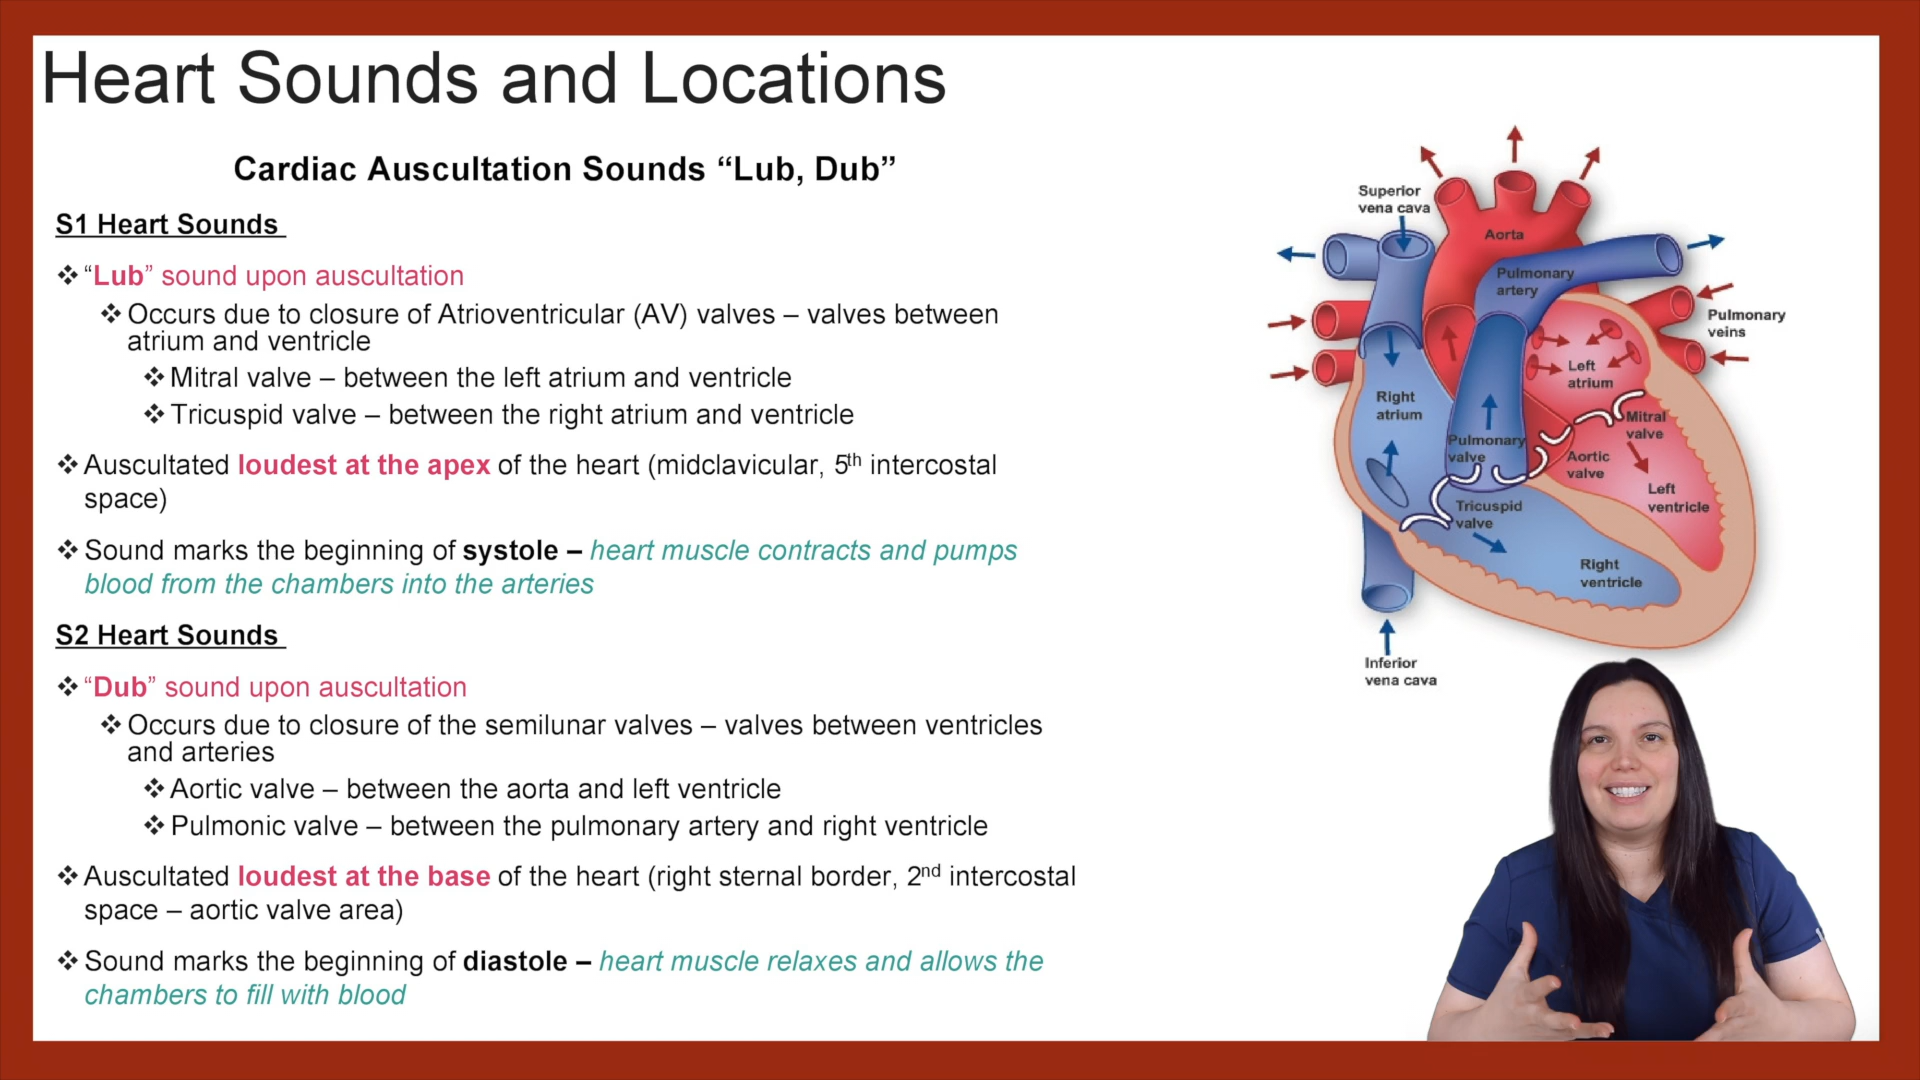 Heart Sounds and Locations
Cardiac Auscultation Sounds “Lub, Dub”
S1 Heart Sounds
❖ “Lub” sound upon auscultation
❖ Occurs due to closure of Atrioventricular (AV) valves – valves between
atrium and ventricle
❖ Mitral valve – between the left atrium and ventricle
❖ Tricuspid valve – between the right atrium and ventricle
❖ Auscultated loudest at the apex of the heart (midclavicular, 5th intercostal
space)
❖ Sound marks the beginning of systole – heart muscle contracts and pumps
blood from the chambers into the arteries
S2 Heart Sounds
❖ “Dub” sound upon auscultation
❖ Occurs due to closure of the semilunar valves – valves between ventricles
and arteries
❖ Aortic valve – between the aorta and left ventricle
❖ Pulmonic valve – between the pulmonary artery and right ventricle
❖ Auscultated loudest at the base of the heart (right sternal border, 2nd intercostal
space – aortic valve area)
❖ Sound marks the beginning of diastole – heart muscle relaxes and allows the
chambers to fill with blood
Superior
vena cava
Aorta
Pulmonary
artery
Pulmonary
veins
Left
atrium
Right
atrium
Mitral
valve
Pulmonary
valve
Aortic
valve
Left
ventricle
Tricuspid
valve
Right
ventricle
Inferior
vena cava